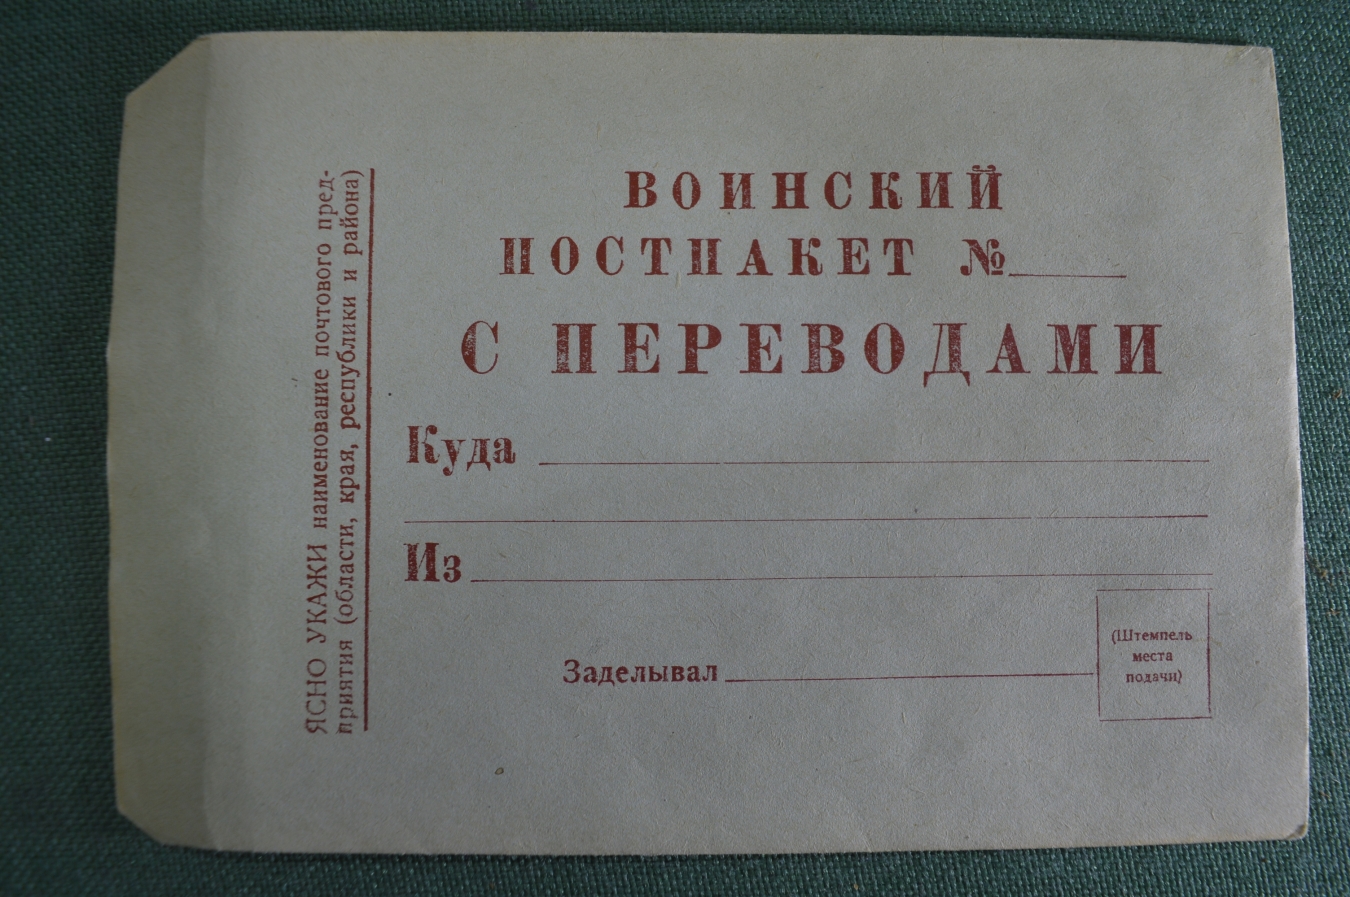 ВОИНСКИЙ
ПОСТПАКЕТ №
С ПЕРЕВОДАМИ
Куда
Из
Заделывал
(Штемпель
места
подачи)
ЯСНО УКАЖИ наименование почтового пред-
приятия (области, края, республики и района)